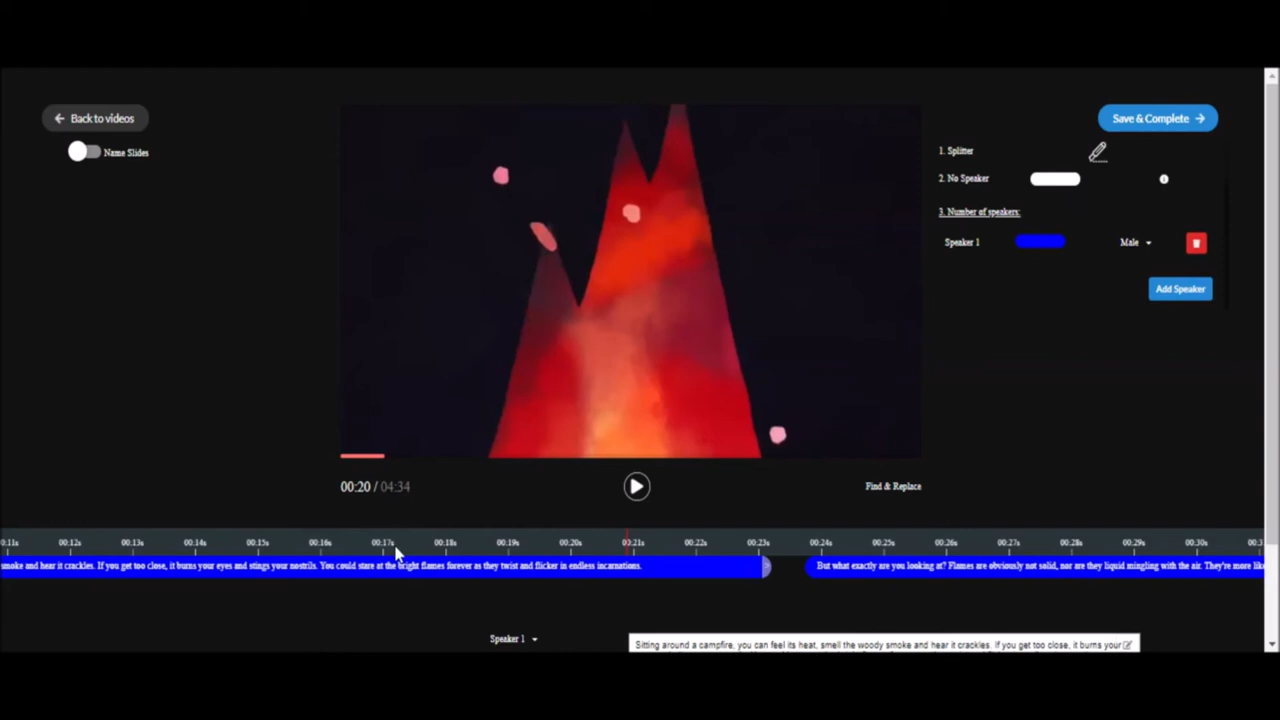 Back to videos
Save & Complete
Name Slides
1. Splitter
2. No Speaker
3. Number of speakers:
Speaker 1
Male
Add Speaker
00:20 / 04:34
Find & Replace
0:11s 00:12s 00:13s 00:14s 00:15s 00:16s 00:17s 00:18s 00:19s 00:20s 00:21s 00:22s 00:23s 00:24s 00:25s 00:26s 00:27s 00:28s 00:29s 00:30s 00:3
smoke and hear it crackles. If you get too close, it burns your eyes and stings your nostrils. You could stare at the bright flames forever as they twist and flicker in endless incarnations.
But what exactly are you looking at? Flames are obviously not solid, nor are they liquid mingling with the air. They're more like
Speaker 1
Sitting around a campfire, you can feel its heat, smell the woody smoke and hear it crackles. If you get too close, it burns your